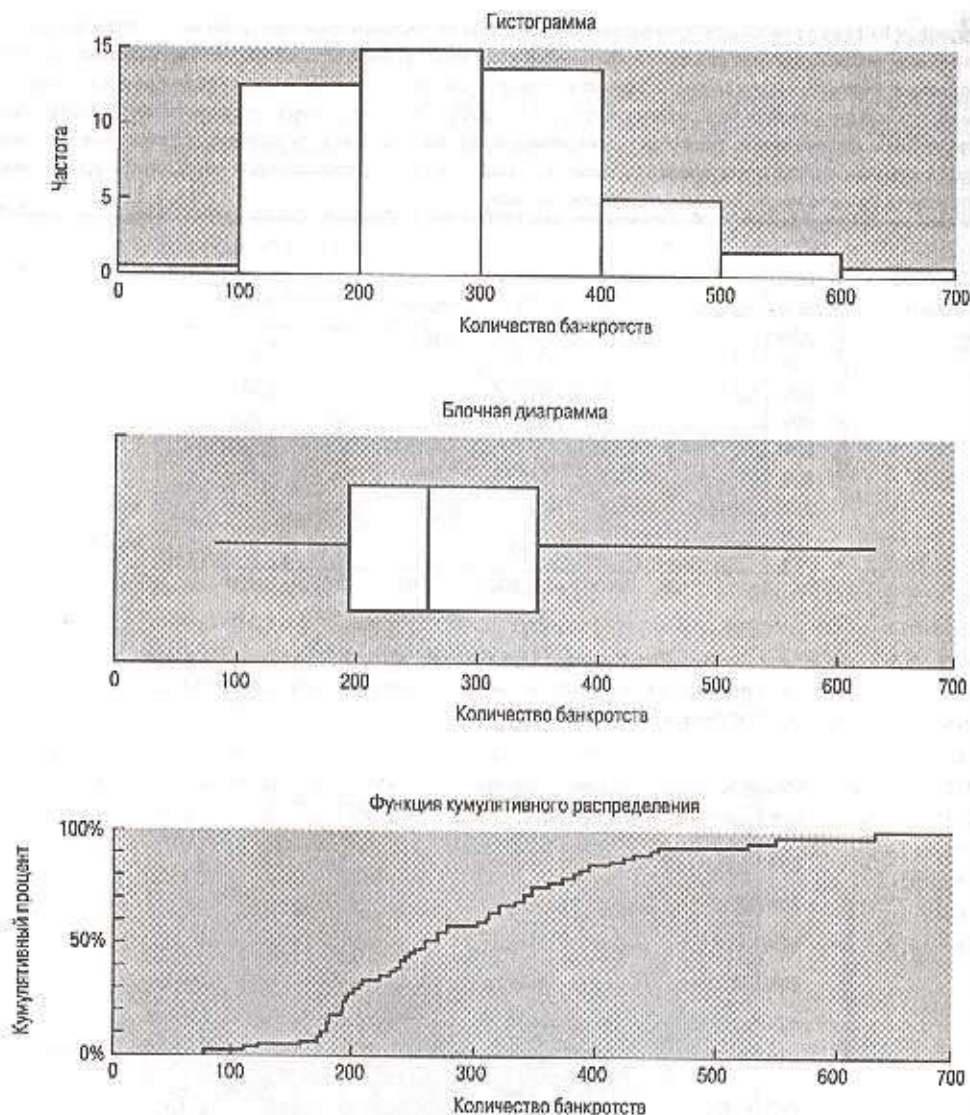 Гистограмма
15
10
5
0
Частота
0 100 200 300 400 500 600 700
Количество банкротств
Блочная диаграмма
0 100 200 300 400 500 600 700
Количество банкротств
Функция кумулятивного распределения
100%
50%
0%
Кумулятивный процент
0 100 200 300 400 500 600 700
Количество банкротств